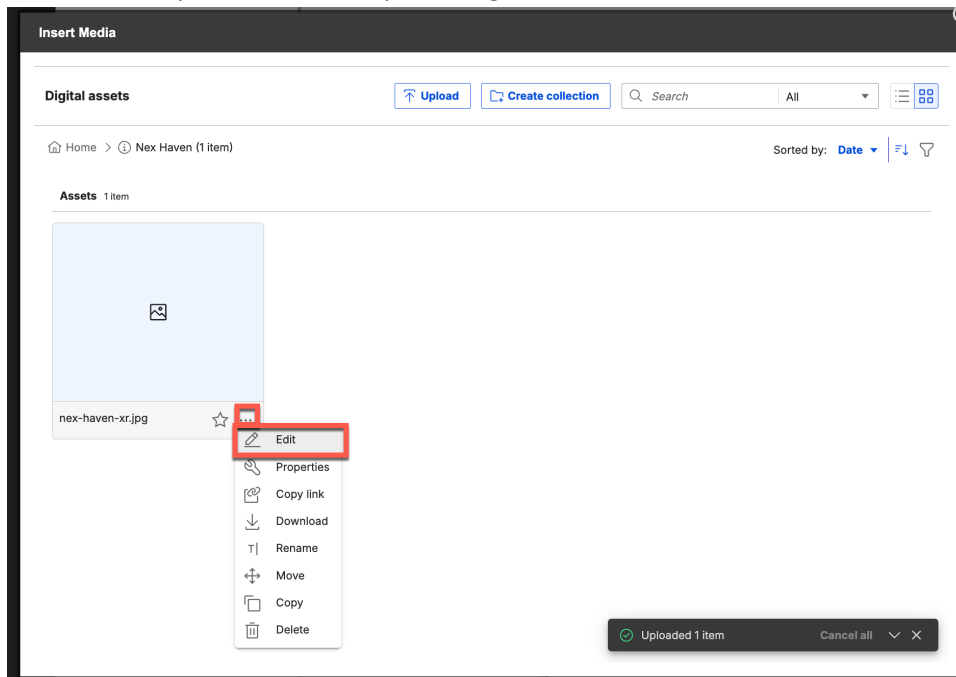 Insert Media
Digital assets
Upload
Create collection
Search
All
Home > Nex Haven (1 item)
Sorted by: Date
Assets 1 item
nex-haven-xr.jpg
...
Edit
Properties
Copy link
Download
Rename
Move
Copy
Delete
Uploaded 1 item
Cancel all